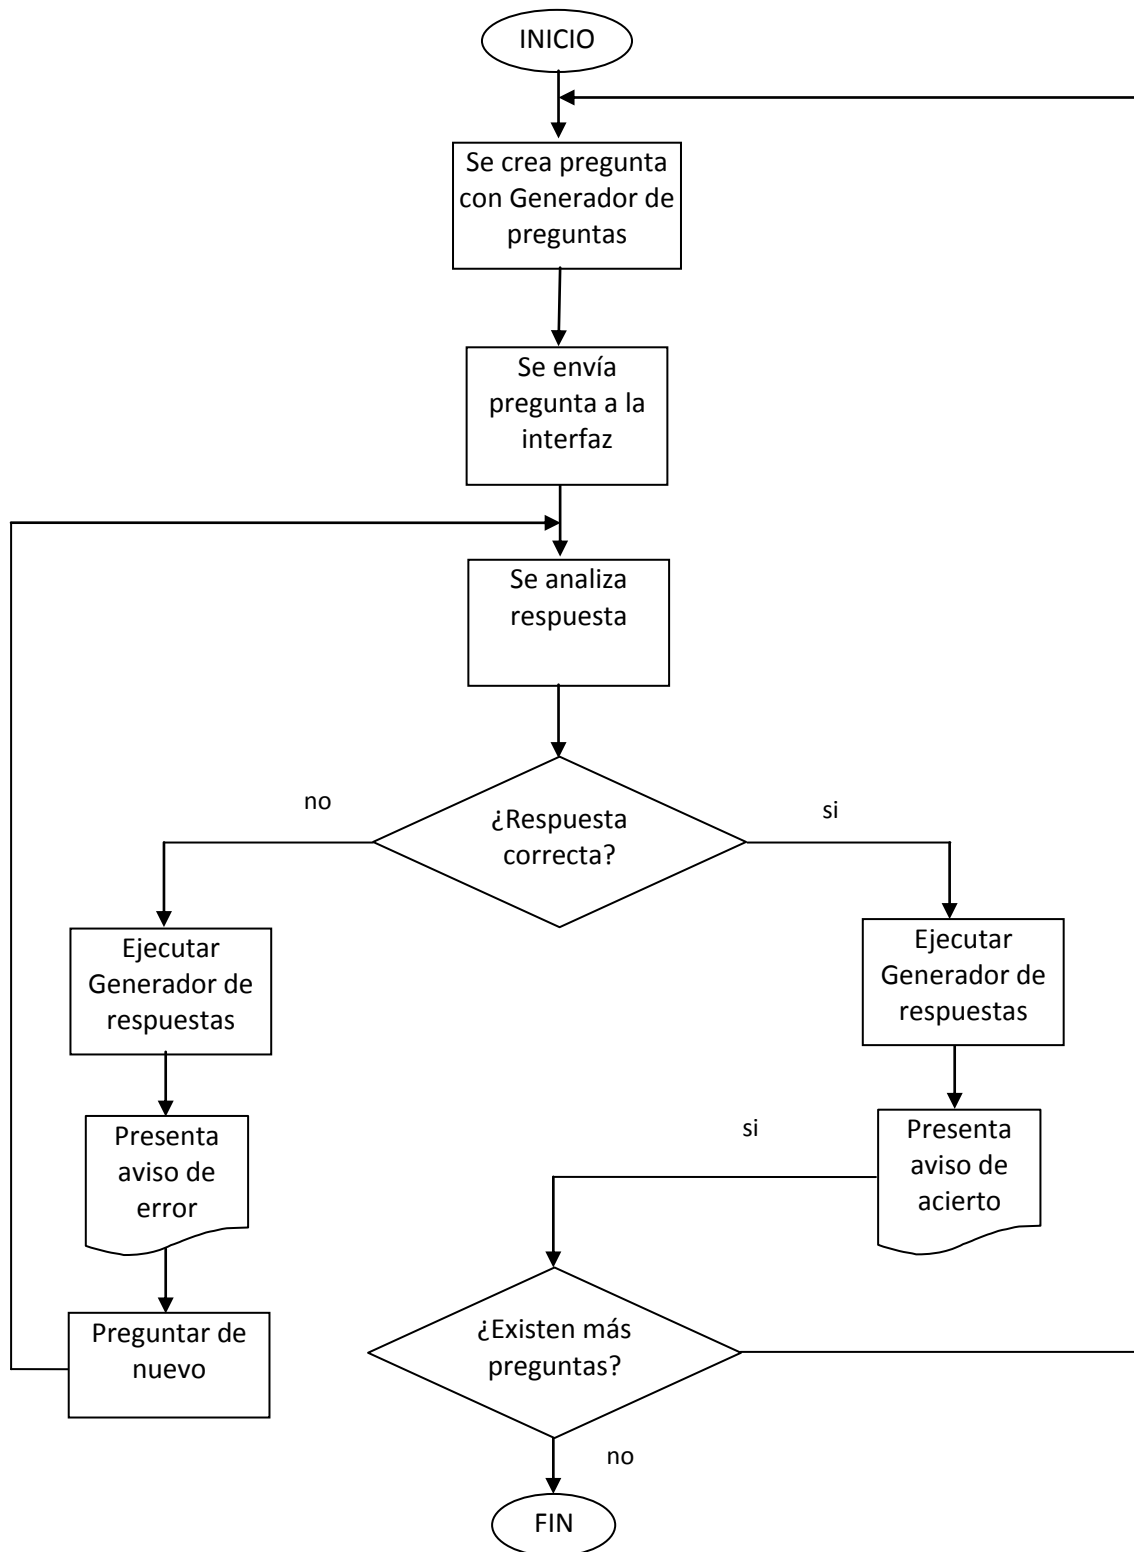 INICIO
Se crea pregunta
con Generador de
preguntas
Se envía
pregunta a la
interfaz
Se analiza
respuesta
no
¿Respuesta
correcta?
si
Ejecutar
Generador de
respuestas
Ejecutar
Generador de
respuestas
Presenta
aviso de
error
si
Presenta
aviso de
acierto
Preguntar de
nuevo
¿Existen más
preguntas?
no
FIN